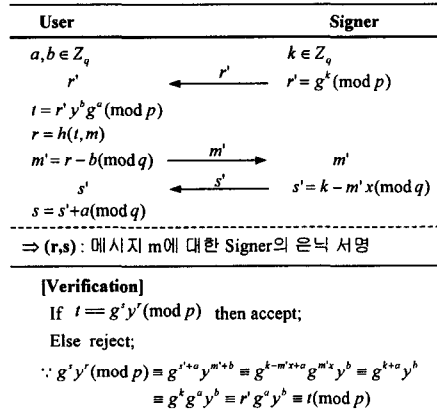 User Signer
a,b ∈ Z_q k ∈ Z_q
r' r' r' = g^k (mod p)
t = r' y^b g^a (mod p)
r = h(t,m)
m' = r − b (mod q) m' m'
s' s' s' = k − m' x (mod q)
s = s' + a (mod q)
⇒ (r,s) : 메시지 m에 대한 Signer의 은닉 서명
[Verification]
If t == g^s y^r (mod p) then accept;
Else reject;
∵ g^s y^r (mod p) ≡ g^{s'+a} y^{m'+b} ≡ g^{k−m'x+a} g^{m'x} y^b ≡ g^{k+a} y^b
≡ g^k g^a y^b ≡ r' g^a y^b ≡ t (mod p)